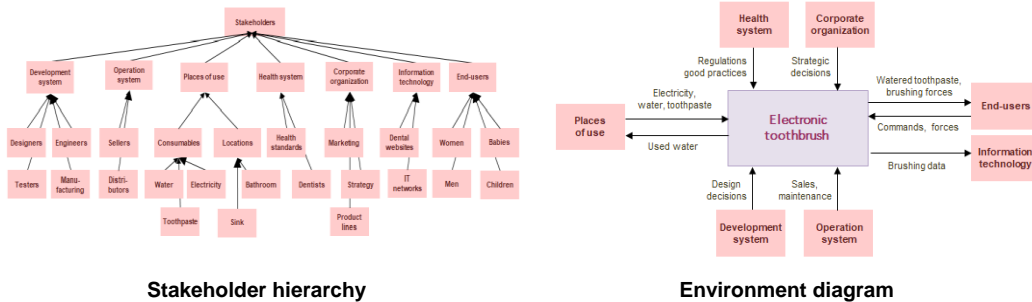 Stakeholders
Development
system
Operation
system
Places of use
Health system
Corporate
organization
Information
technology
End-users
Designers
Engineers
Sellers
Consumables
Locations
Health
standards
Marketing
Dental
websites
Women
Babies
Testers
Manu-
facturing
Distri-
butors
Water
Electricity
Bathroom
Dentists
Strategy
IT
networks
Men
Children
Toothpaste
Sink
Product
lines
Stakeholder hierarchy
Health
system
Corporate
organization
Regulations
good practices
Strategic
decisions
Electricity,
water, toothpaste
Watered toothpaste,
brushing forces
Places
of use
Electronic
toothbrush
End-users
Used water
Commands, forces
Information
technology
Brushing data
Design
decisions
Sales,
maintenance
Development
system
Operation
system
Environment diagram